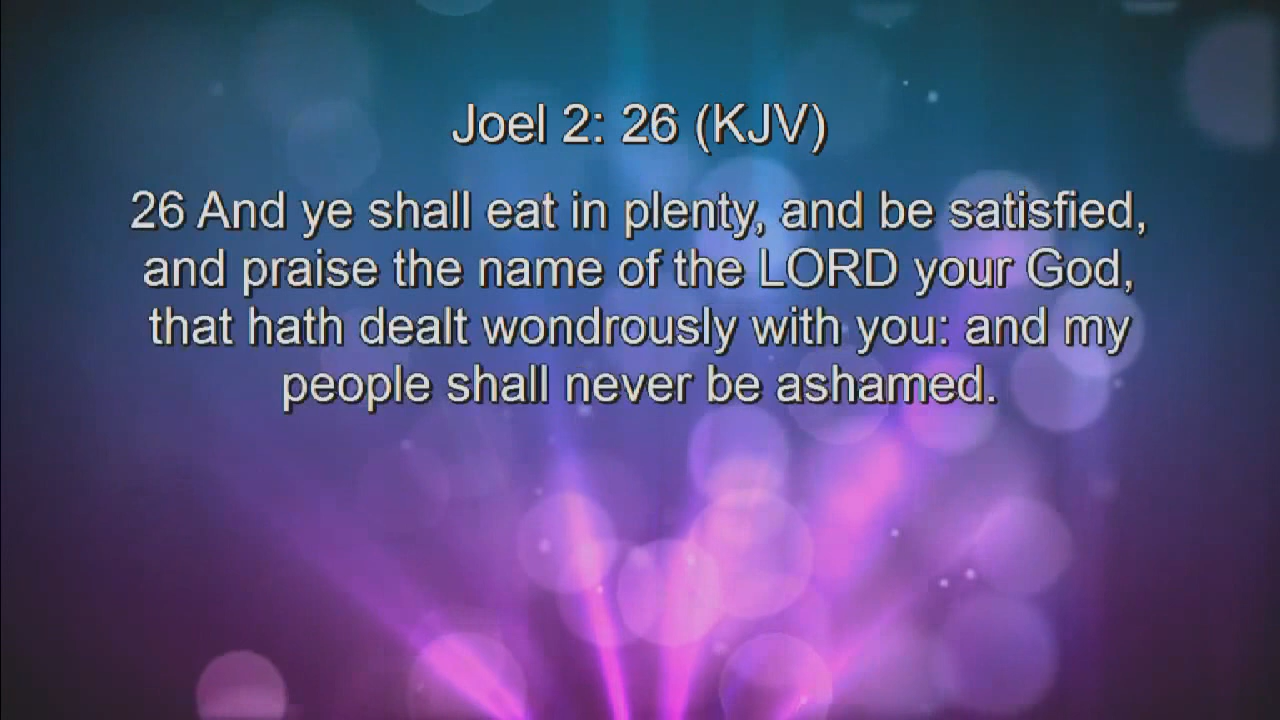 Joel 2: 26 (KJV)
26 And ye shall eat in plenty, and be satisfied,
and praise the name of the LORD your God,
that hath dealt wondrously with you: and my
people shall never be ashamed.